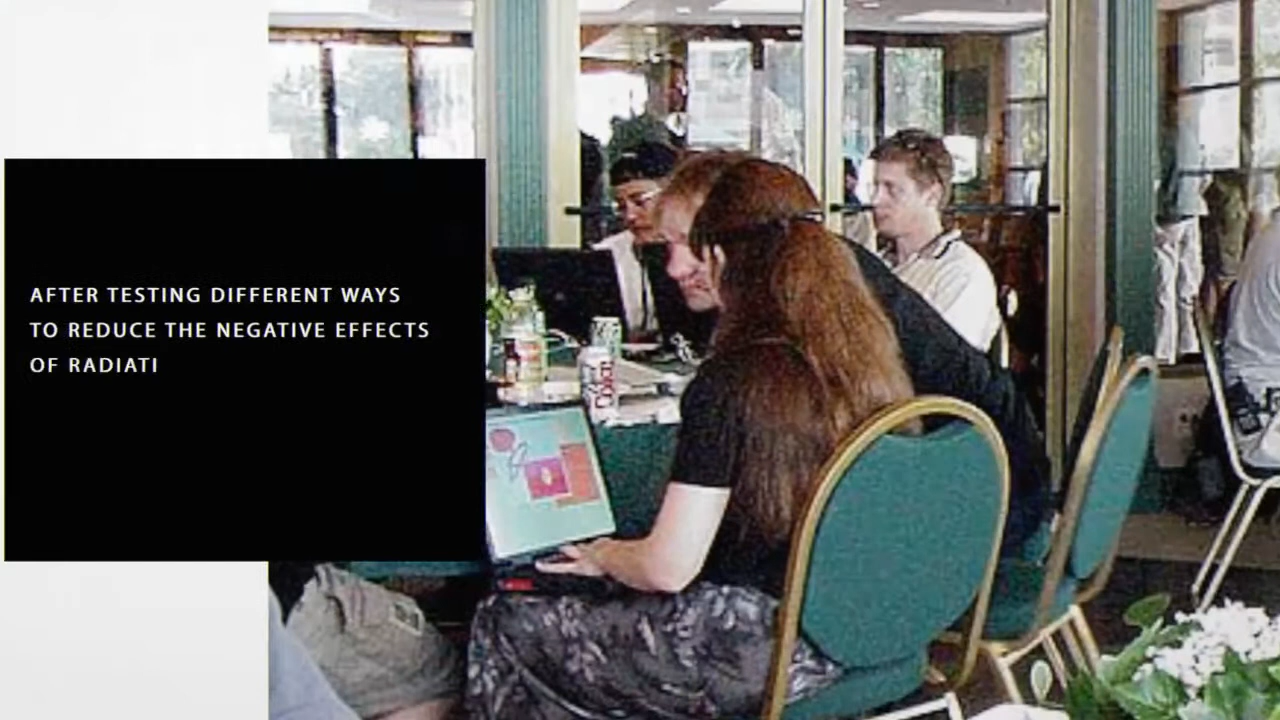 AFTER TESTING DIFFERENT WAYS
TO REDUCE THE NEGATIVE EFFECTS
OF RADIATI